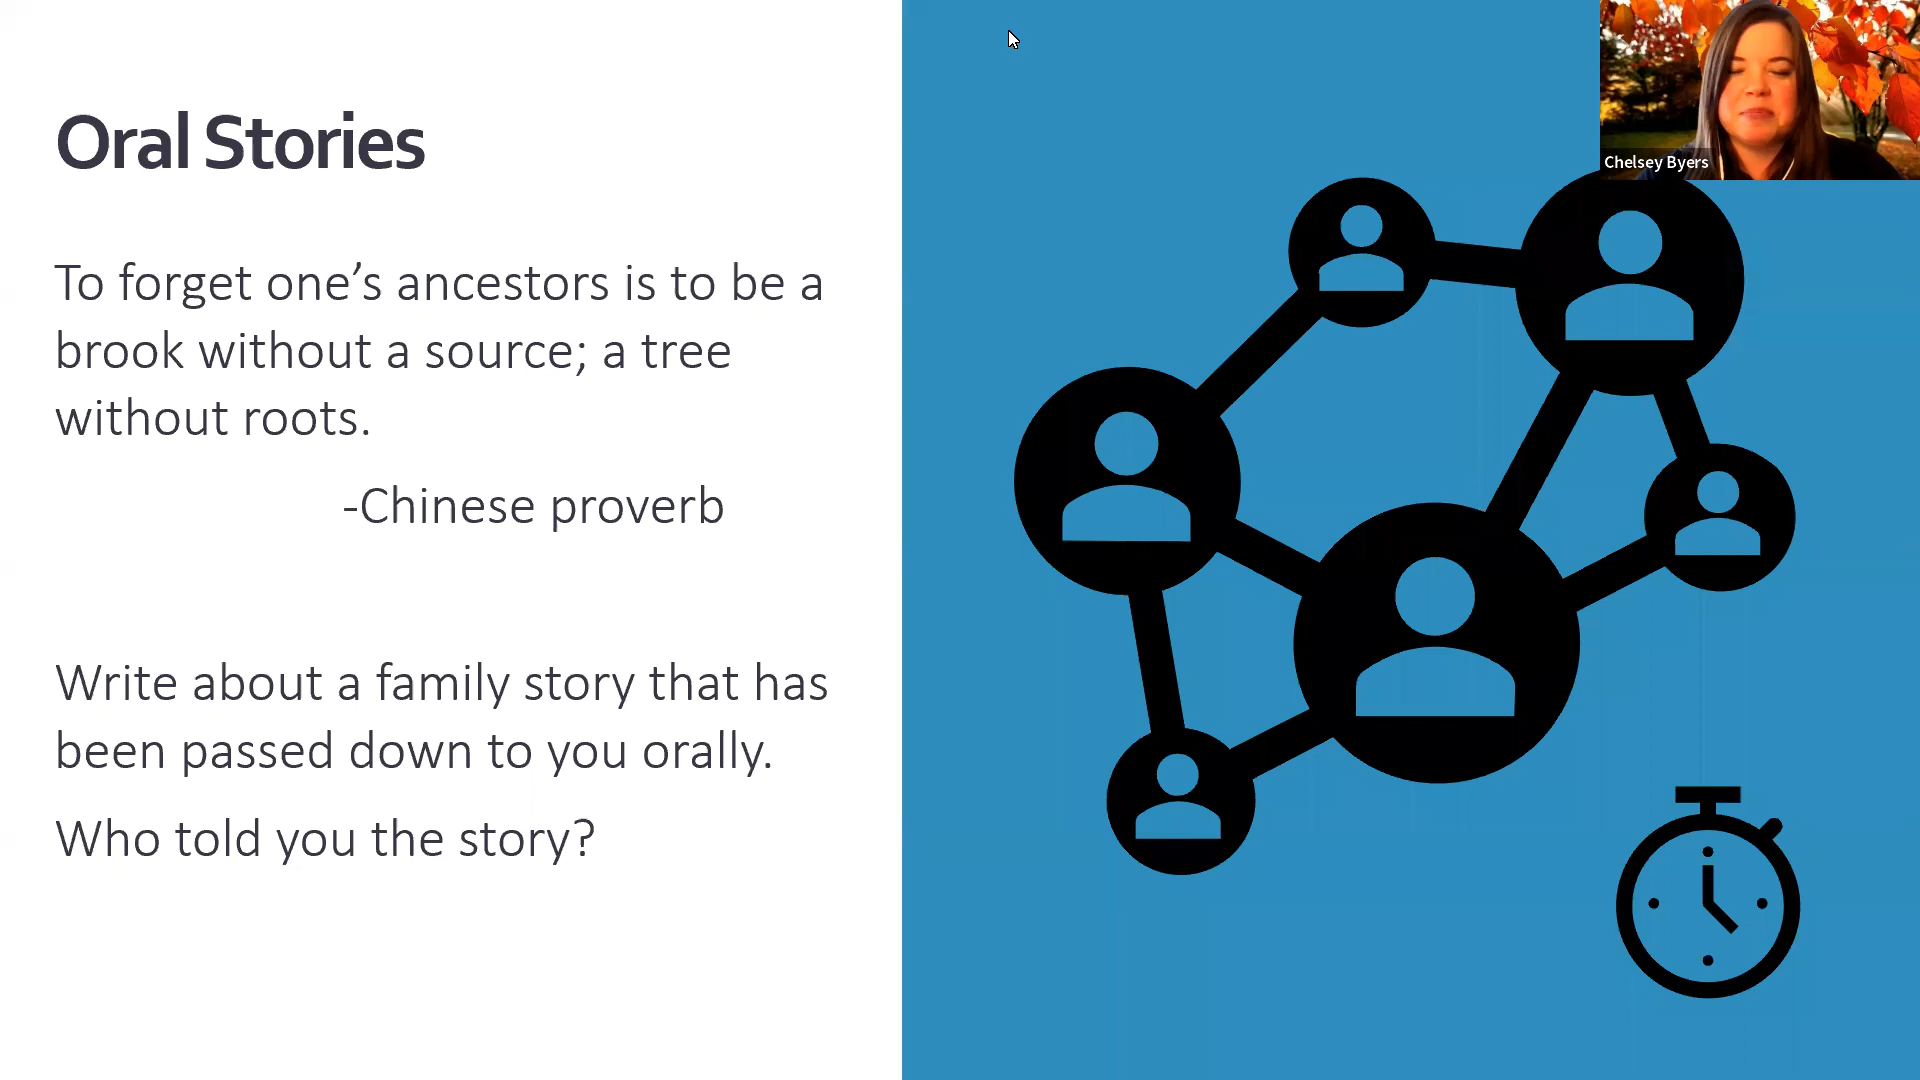 Oral Stories
To forget one’s ancestors is to be a
brook without a source; a tree
without roots.
-Chinese proverb
Write about a family story that has
been passed down to you orally.
Who told you the story?
Chelsey Byers